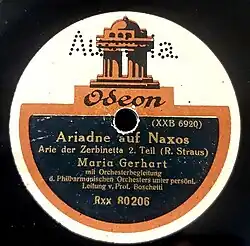 Odeon
(XXB 6920)
Ariadne auf Naxos
Arie der Zerbinetta 2. Teil (R. Straus)
Maria Gerhart
mit Orchesterbegleitung
d. Philharmonischen Orchesters unter persönl.
Leitung v. Prof. Boschetti
Rxx 80206